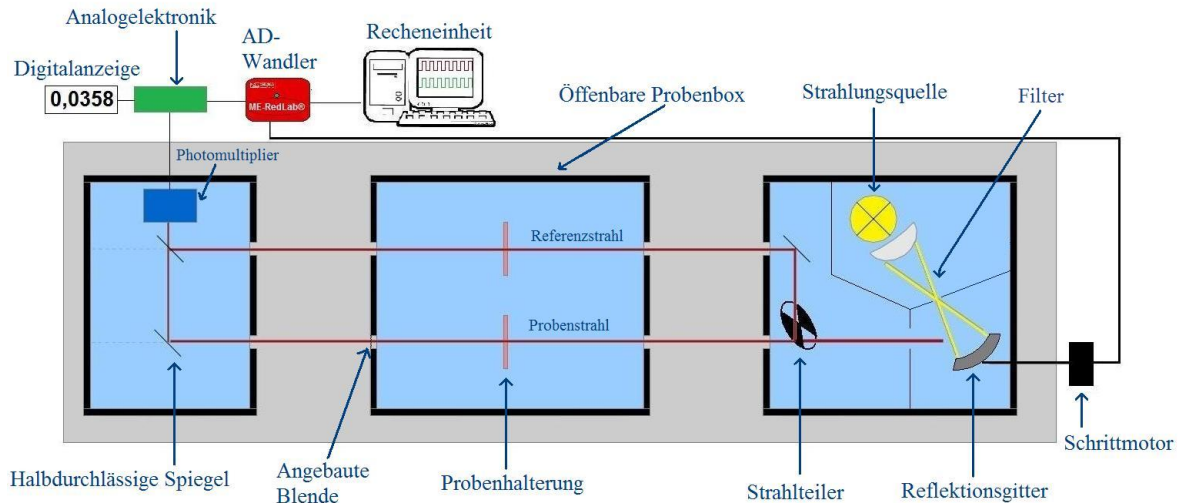 Analogelektronik
AD-
Wandler
Recheneinheit
Digitalanzeige
0,0358
ME-RedLab®
Öffenbare Probenbox
Strahlungsquelle
Filter
Photomultiplier
Referenzstrahl
Probenstrahl
Halbdurchlässige Spiegel
Angebaute
Blende
Probenhalterung
Strahlteiler
Reflektionsgitter
Schrittmotor